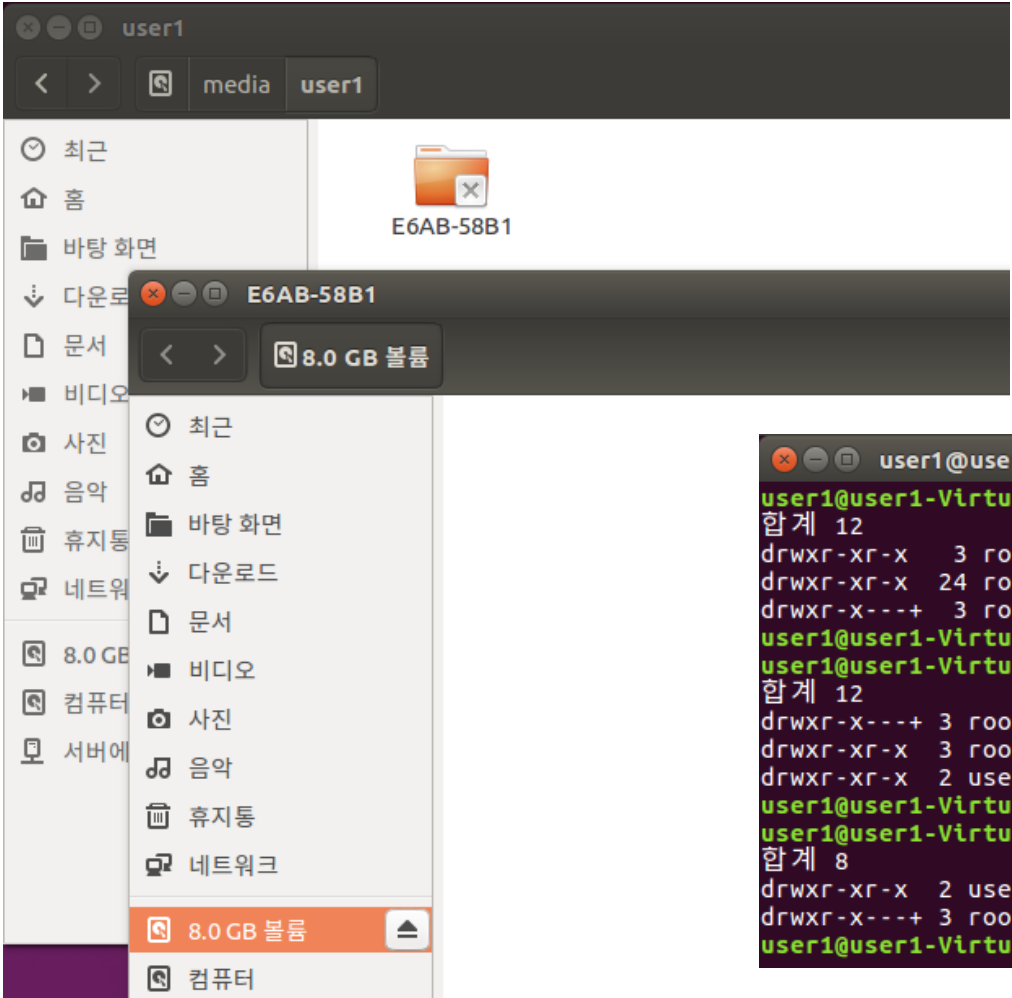 user1
media user1
최근
홈
바탕 화면
다운로
문서
비디오
사진
음악
휴지통
네트워
8.0 GB
컴퓨터
서버에
E6AB-58B1
E6AB-58B1
8.0 GB 볼륨
최근
홈
바탕 화면
다운로드
문서
비디오
사진
음악
휴지통
네트워크
8.0 GB 볼륨
컴퓨터
user1@use
user1@user1-Virtu
합계 12
drwxr-xr-x 3 ro
drwxr-xr-x 24 ro
drwxr-x---+ 3 ro
user1@user1-Virtu
user1@user1-Virtu
합계 12
drwxr-x---+ 3 roo
drwxr-xr-x 3 roo
drwxr-xr-x 2 use
user1@user1-Virtu
user1@user1-Virtu
합계 8
drwxr-xr-x 2 use
drwxr-x---+ 3 roo
user1@user1-Virtu